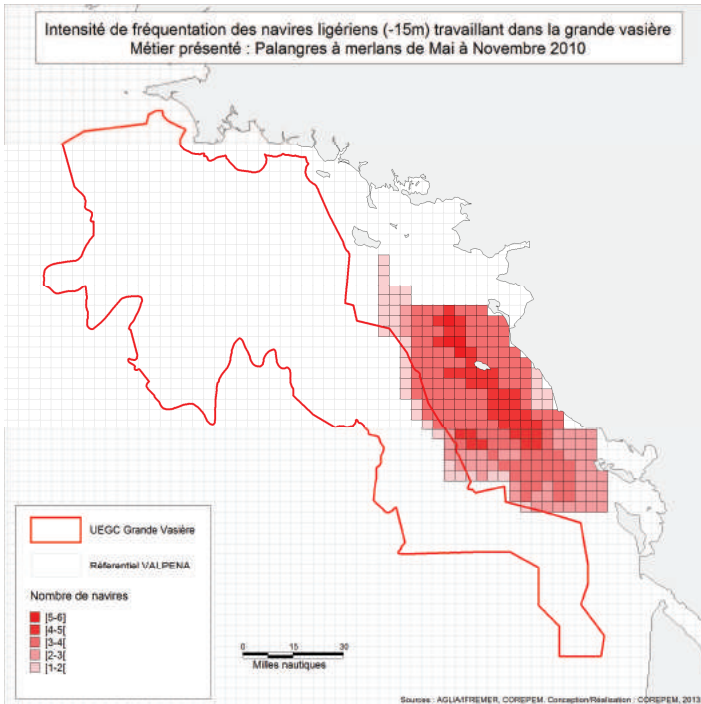 Intensité de fréquentation des navires ligériens (-15m) travaillant dans la grande vasière
Métier présenté : Palangres à merlans de Mai à Novembre 2010
UEGC Grande Vasière
Réferentiel VALPENA
Nombre de navires
[5-6]
[4-5[
[3-4[
[2-3[
[1-2[
0 15 30
Milles nautiques
Sources : AGLIA/IFREMER, COREPEM. Conception/Réalisation : COREPEM, 2013